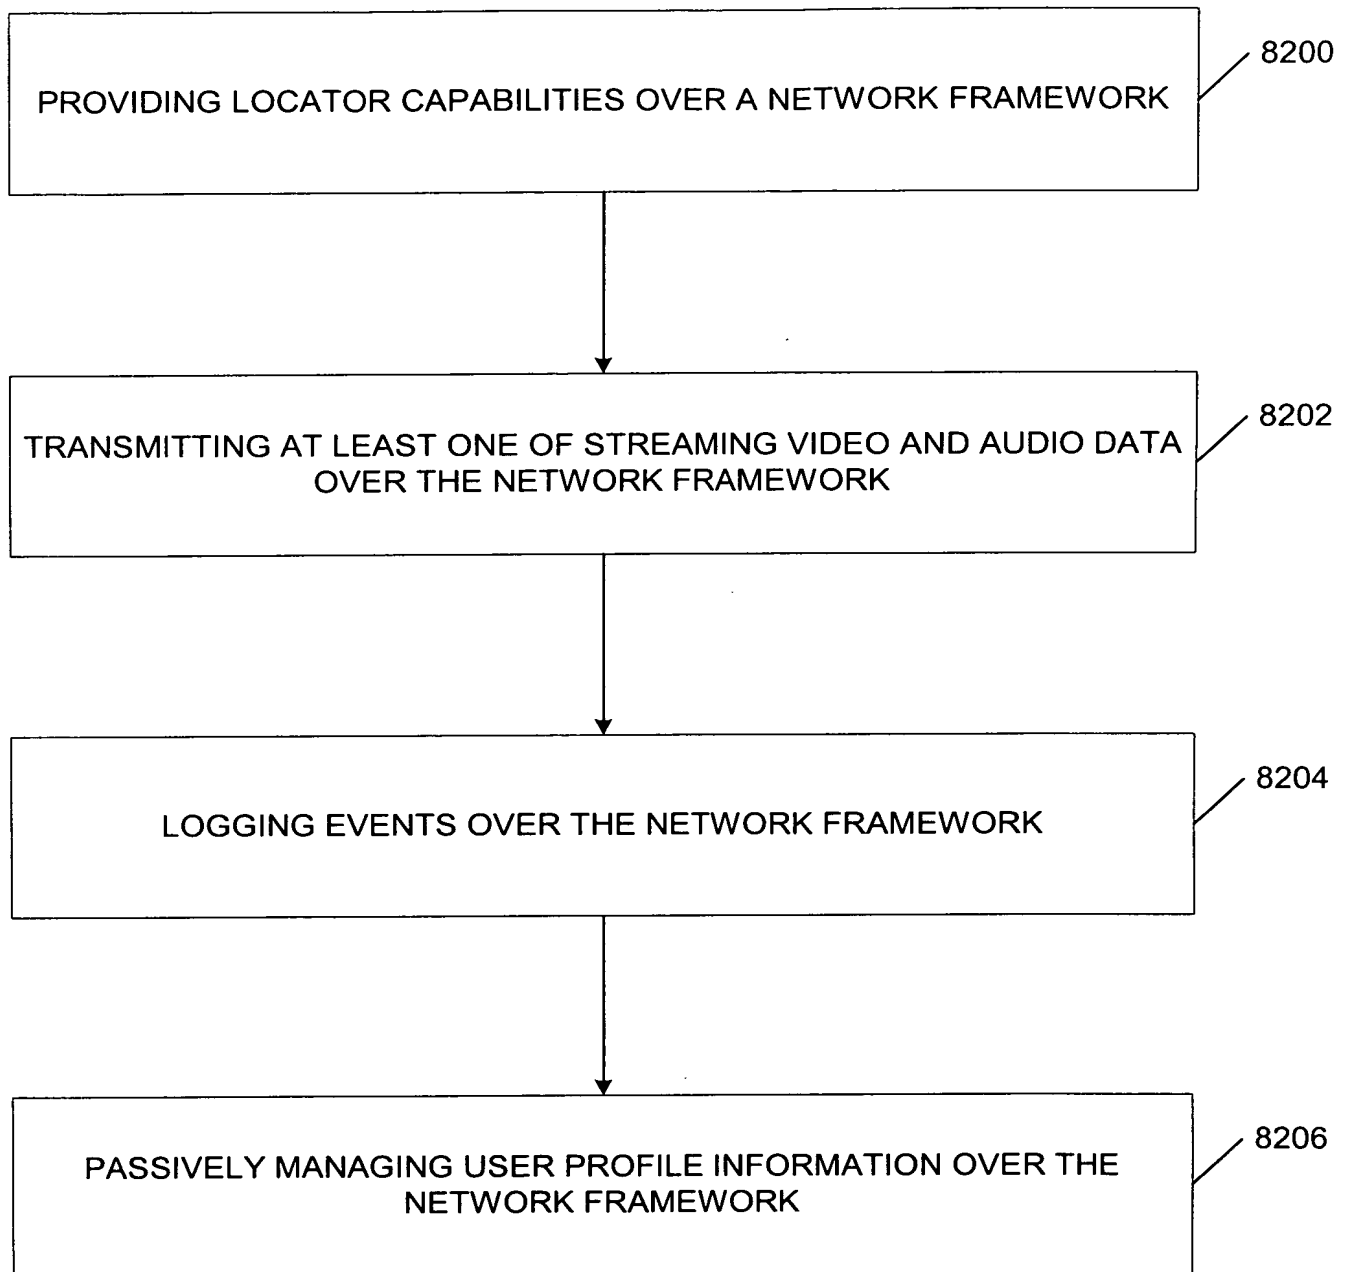 8200
PROVIDING LOCATOR CAPABILITIES OVER A NETWORK FRAMEWORK
8202
TRANSMITTING AT LEAST ONE OF STREAMING VIDEO AND AUDIO DATA
OVER THE NETWORK FRAMEWORK
8204
LOGGING EVENTS OVER THE NETWORK FRAMEWORK
8206
PASSIVELY MANAGING USER PROFILE INFORMATION OVER THE
NETWORK FRAMEWORK